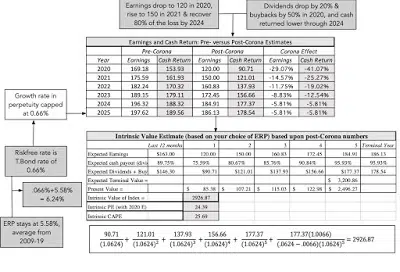 Earnings drop to 120 in 2020,
rise to 150 in 2021 & recover
80% of the loss by 2024
Dividends drop by 20% &
buybacks by 50% in 2020, and cash
returned lower through 2024
Earnings and Cash Return: Pre- versus Post-Corona Estimates
Pre-Corona Post-Corona Corona Effect
Year Earnings Cash Return Earnings Cash Return Earnings Cash Return
2020 169.18 153.93 120.00 90.71 -29.07% -41.07%
2021 175.59 161.93 150.00 121.01 -14.57% -25.27%
2022 182.24 170.32 160.83 137.93 -11.75% -19.02%
2023 189.15 179.11 172.45 156.66 -8.83% -12.54%
2024 196.32 188.32 184.91 177.37 -5.81% -5.81%
2025 197.62 189.56 186.13 178.54 -5.81% -5.81%
Growth rate in
perpetuity capped
at 0.66%
Riskfree rate is
T.Bond rate of
0.66%
.066%+5.58%
= 6.24%
ERP stays at 5.58%,
average from
2009-19
Intrinsic Value Estimate (based on your choice of ERP) based upon post-Corona numbers
Last 12 months 1 2 3 4 5 Terminal Year
Expected Earnings $163.00 120.00 150.00 160.83 172.45 184.91 186.13
Expected cash payout (divs 89.75% 75.59% 80.67% 85.76% 90.84% 95.93% 95.93%
Expected Dividends + Buy $146.30 $90.71 $121.01 $137.93 $156.66 $177.37 178.54
Expected Terminal Value = $ 3,200.86
Present Value = $ 85.38 $ 107.21 $ 115.03 $ 122.98 $ 2,496.27
Intrinsic Value of Index = 2926.87
Intrinsic PE (with 2020 E) 24.39
Intrinsic CAPE 25.69
90.71/(1.0624) + 121.01/(1.0624)² + 137.93/(1.0624)³ + 156.66/(1.0624)⁴ + 177.37/(1.0624)⁵ + 177.37(1.0066)/(.0624 − .0066)(1.0624)⁵ = 2926.87